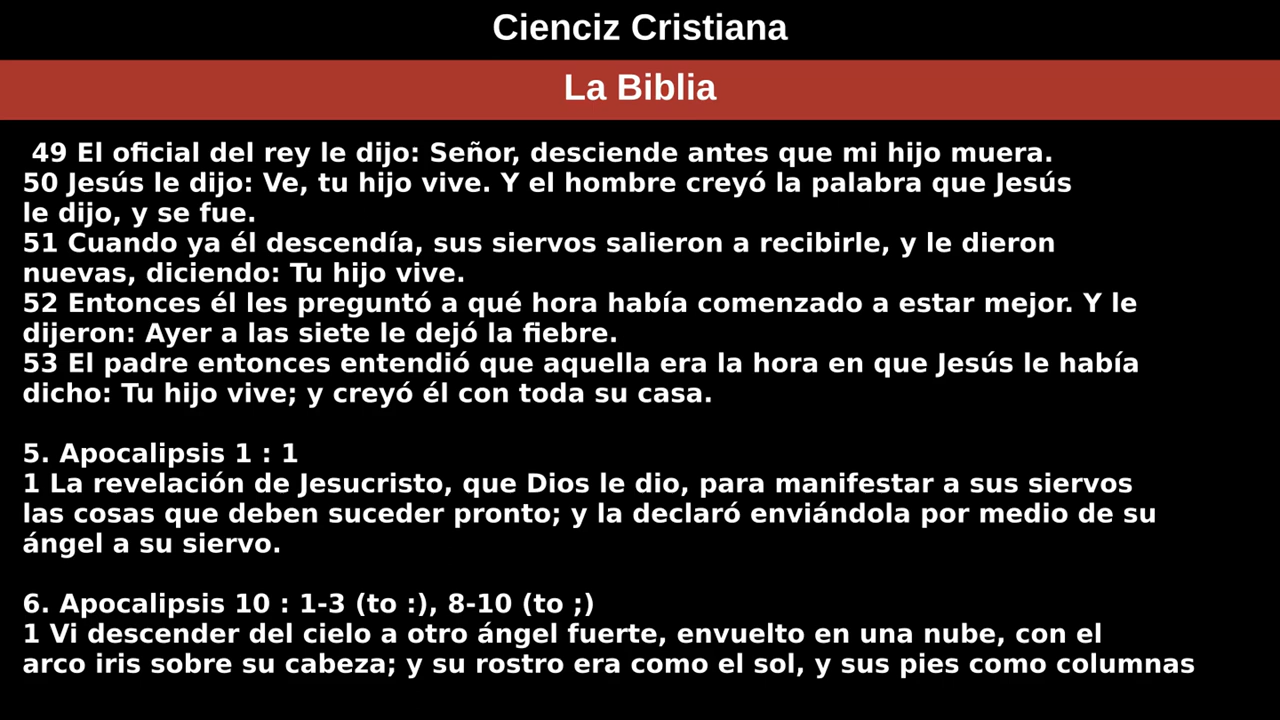 Cienciz Cristiana
La Biblia
49 El oficial del rey le dijo: Señor, desciende antes que mi hijo muera.
50 Jesús le dijo: Ve, tu hijo vive. Y el hombre creyó la palabra que Jesús
le dijo, y se fue.
51 Cuando ya él descendía, sus siervos salieron a recibirle, y le dieron
nuevas, diciendo: Tu hijo vive.
52 Entonces él les preguntó a qué hora había comenzado a estar mejor. Y le
dijeron: Ayer a las siete le dejó la fiebre.
53 El padre entonces entendió que aquella era la hora en que Jesús le había
dicho: Tu hijo vive; y creyó él con toda su casa.
5. Apocalipsis 1 : 1
1 La revelación de Jesucristo, que Dios le dio, para manifestar a sus siervos
las cosas que deben suceder pronto; y la declaró enviándola por medio de su
ángel a su siervo.
6. Apocalipsis 10 : 1-3 (to :), 8-10 (to ;)
1 Vi descender del cielo a otro ángel fuerte, envuelto en una nube, con el
arco iris sobre su cabeza; y su rostro era como el sol, y sus pies como columnas